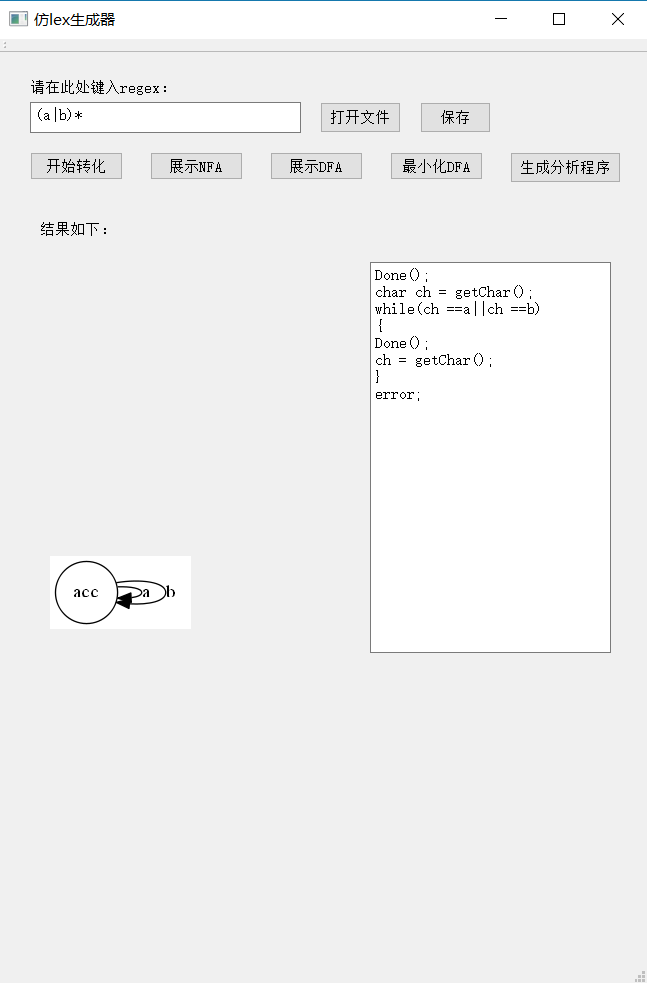 仿lex生成器
请在此处键入regex:
(a|b)*
打开文件
保存
开始转化
展示NFA
展示DFA
最小化DFA
生成分析程序
结果如下:
Done();
char ch = getChar();
while(ch ==a||ch ==b)
{
Done();
ch = getChar();
}
error;
acc
a
b